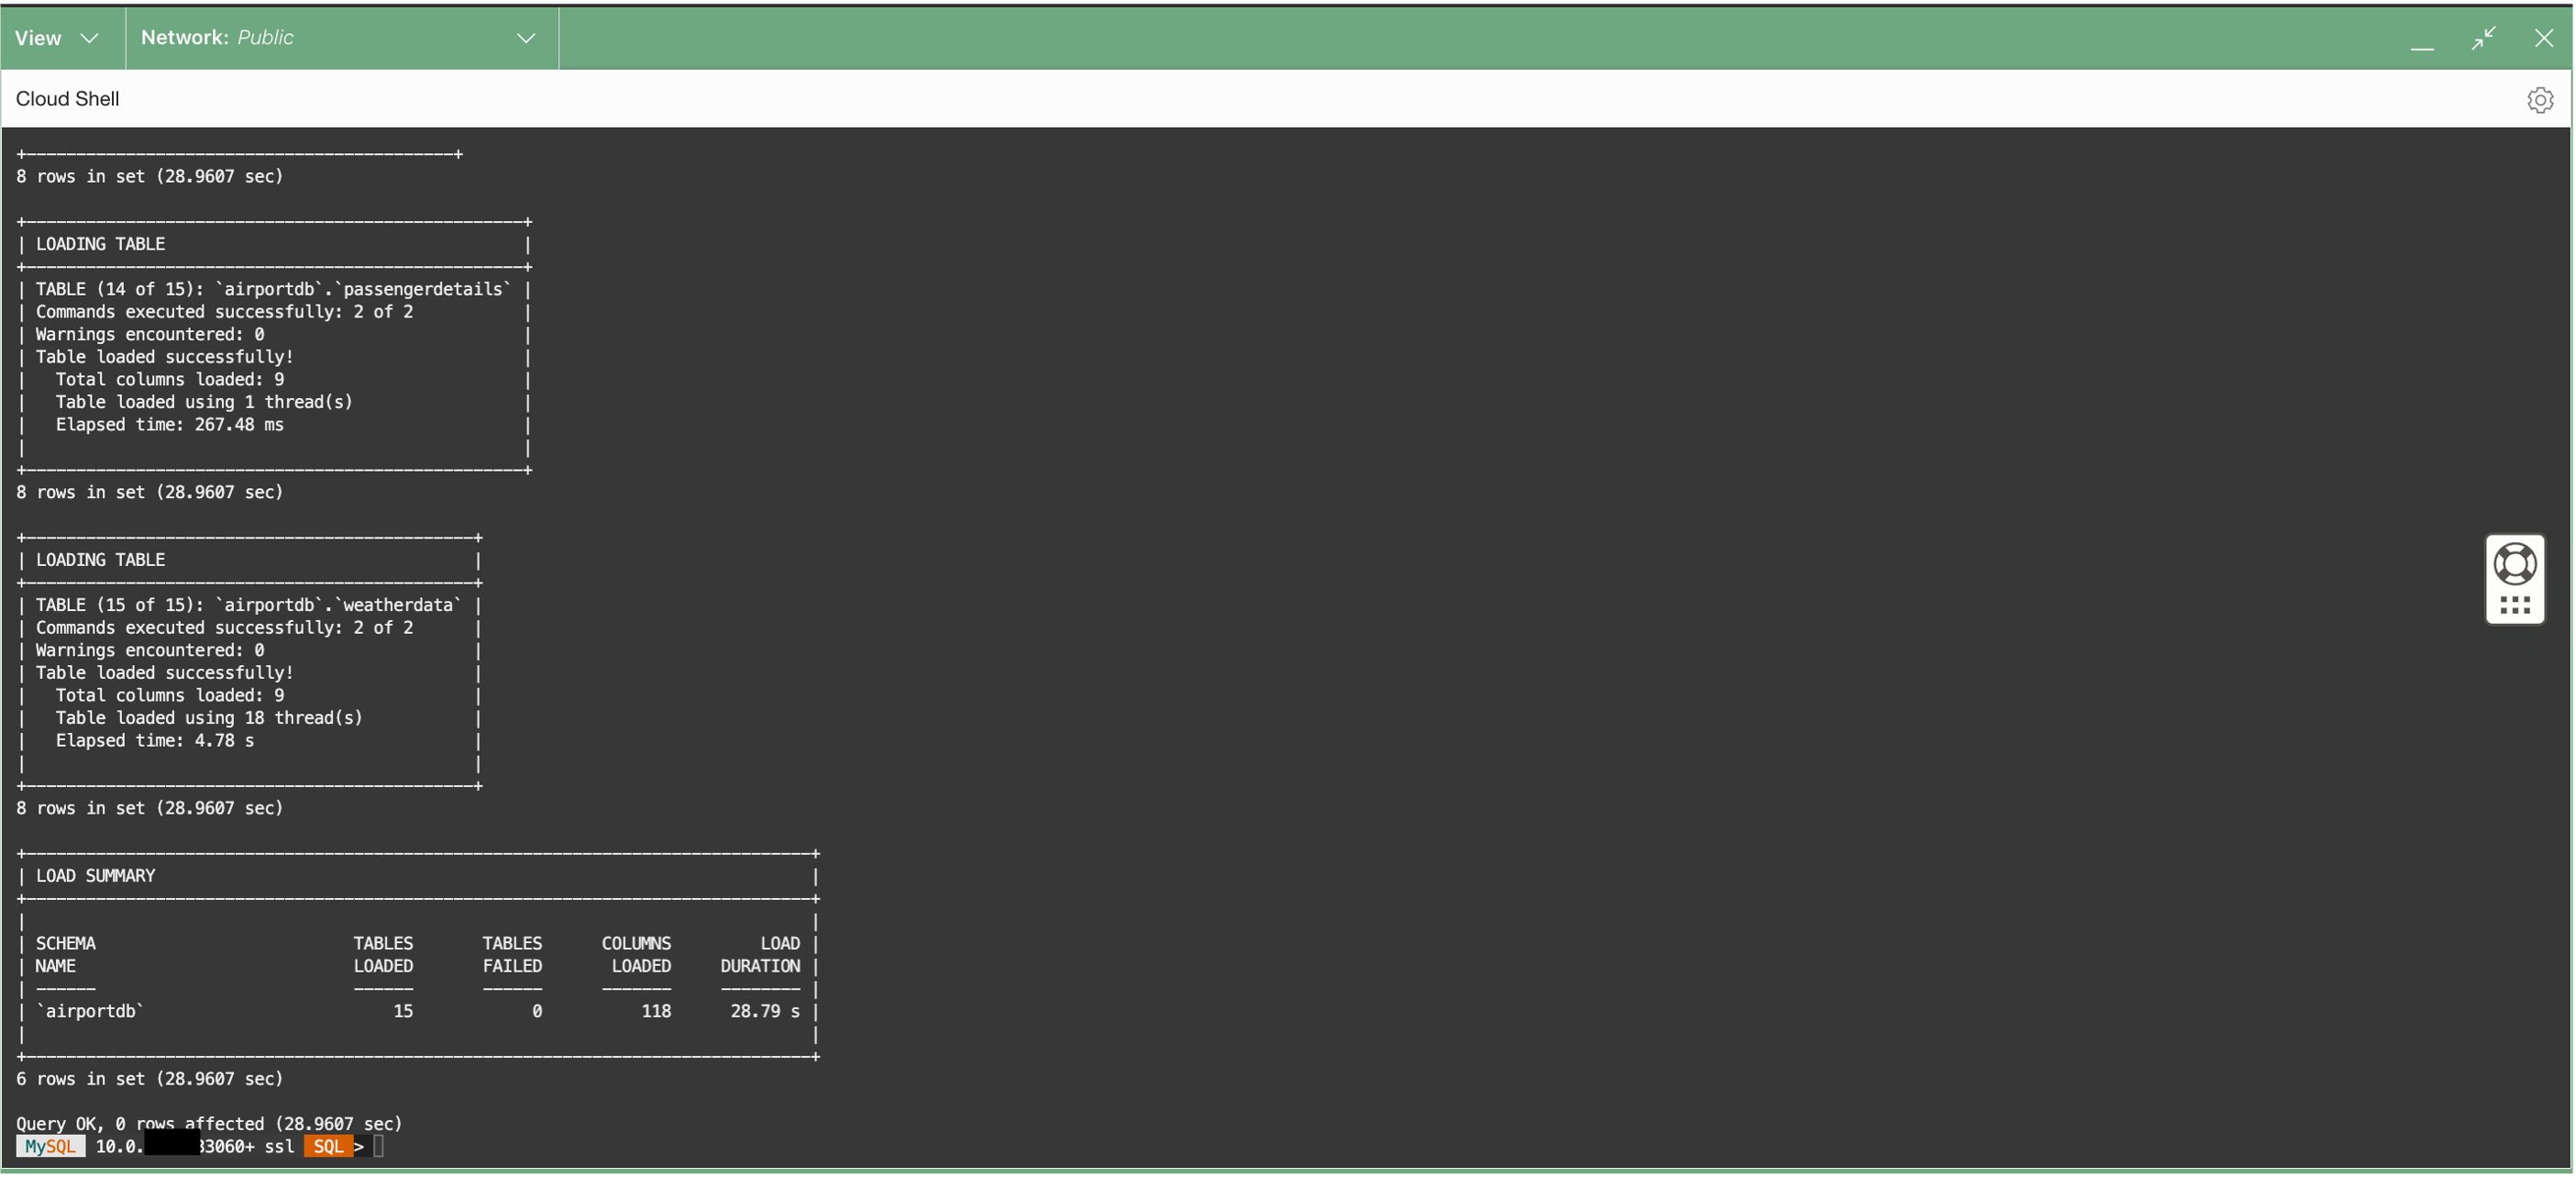 View
Network: Public
Cloud Shell
+-------------------------------------------+
8 rows in set (28.9607 sec)
+--------------------------------------------------+
| LOADING TABLE |
+--------------------------------------------------+
| TABLE (14 of 15): `airportdb`.`passengerdetails` |
| Commands executed successfully: 2 of 2 |
| Warnings encountered: 0 |
| Table loaded successfully! |
|   Total columns loaded: 9 |
|   Table loaded using 1 thread(s) |
|   Elapsed time: 267.48 ms |
| |
+--------------------------------------------------+
8 rows in set (28.9607 sec)
+---------------------------------------------+
| LOADING TABLE |
+---------------------------------------------+
| TABLE (15 of 15): `airportdb`.`weatherdata` |
| Commands executed successfully: 2 of 2 |
| Warnings encountered: 0 |
| Table loaded successfully! |
|   Total columns loaded: 9 |
|   Table loaded using 18 thread(s) |
|   Elapsed time: 4.78 s |
| |
+---------------------------------------------+
8 rows in set (28.9607 sec)
+-------------------------------------------------------------------------------+
| LOAD SUMMARY |
+-------------------------------------------------------------------------------+
| |
| SCHEMA TABLES TABLES COLUMNS LOAD |
| NAME LOADED FAILED LOADED DURATION |
| ------ ------ ------ ------- -------- |
| `airportdb` 15 0 118 28.79 s |
| |
+-------------------------------------------------------------------------------+
6 rows in set (28.9607 sec)
Query OK, 0 rows affected (28.9607 sec)
MySQL 10.0. 33060+ ssl SQL >